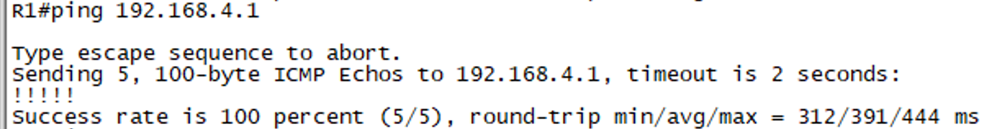 R1#ping 192.168.4.1
Type escape sequence to abort.
Sending 5, 100-byte ICMP Echos to 192.168.4.1, timeout is 2 seconds:
!!!!!
Success rate is 100 percent (5/5), round-trip min/avg/max = 312/391/444 ms